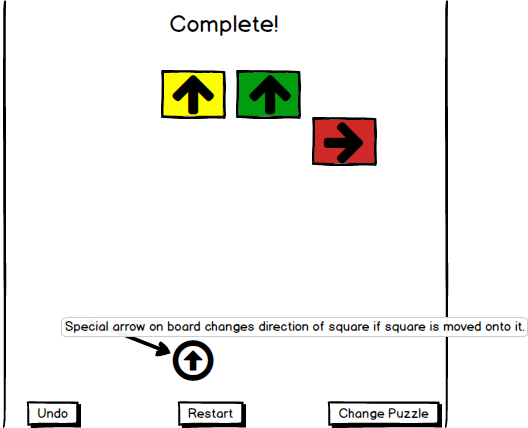 Complete!
Special arrow on board changes direction of square if square is moved onto it.
Undo
Restart
Change Puzzle